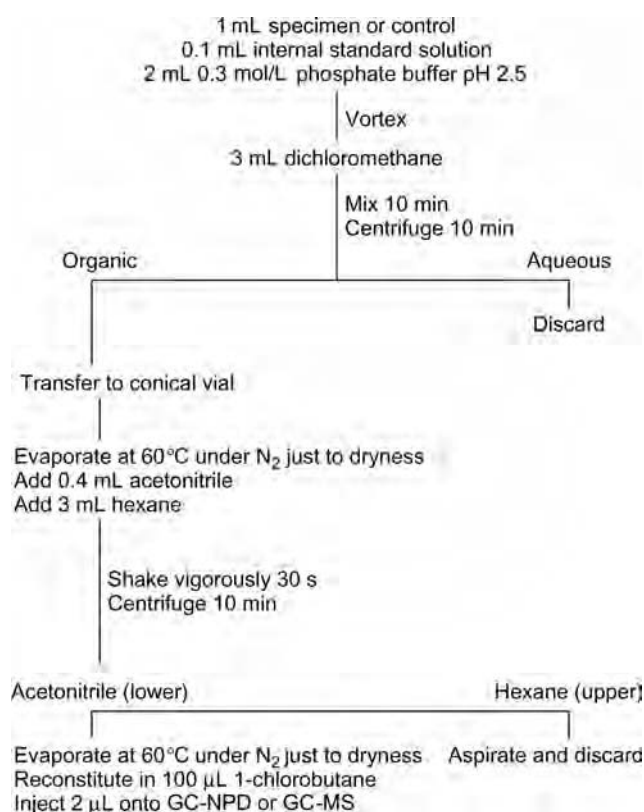 1 mL specimen or control
0.1 mL internal standard solution
2 mL 0.3 mol/L phosphate buffer pH 2.5
Vortex
3 mL dichloromethane
Mix 10 min
Centrifuge 10 min
Organic
Aqueous
Discard
Transfer to conical vial
Evaporate at 60°C under N₂ just to dryness
Add 0.4 mL acetonitrile
Add 3 mL hexane
Shake vigorously 30 s
Centrifuge 10 min
Acetonitrile (lower)
Hexane (upper)
Evaporate at 60°C under N₂ just to dryness
Reconstitute in 100 µL 1-chlorobutane
Inject 2 µL onto GC-NPD or GC-MS
Aspirate and discard